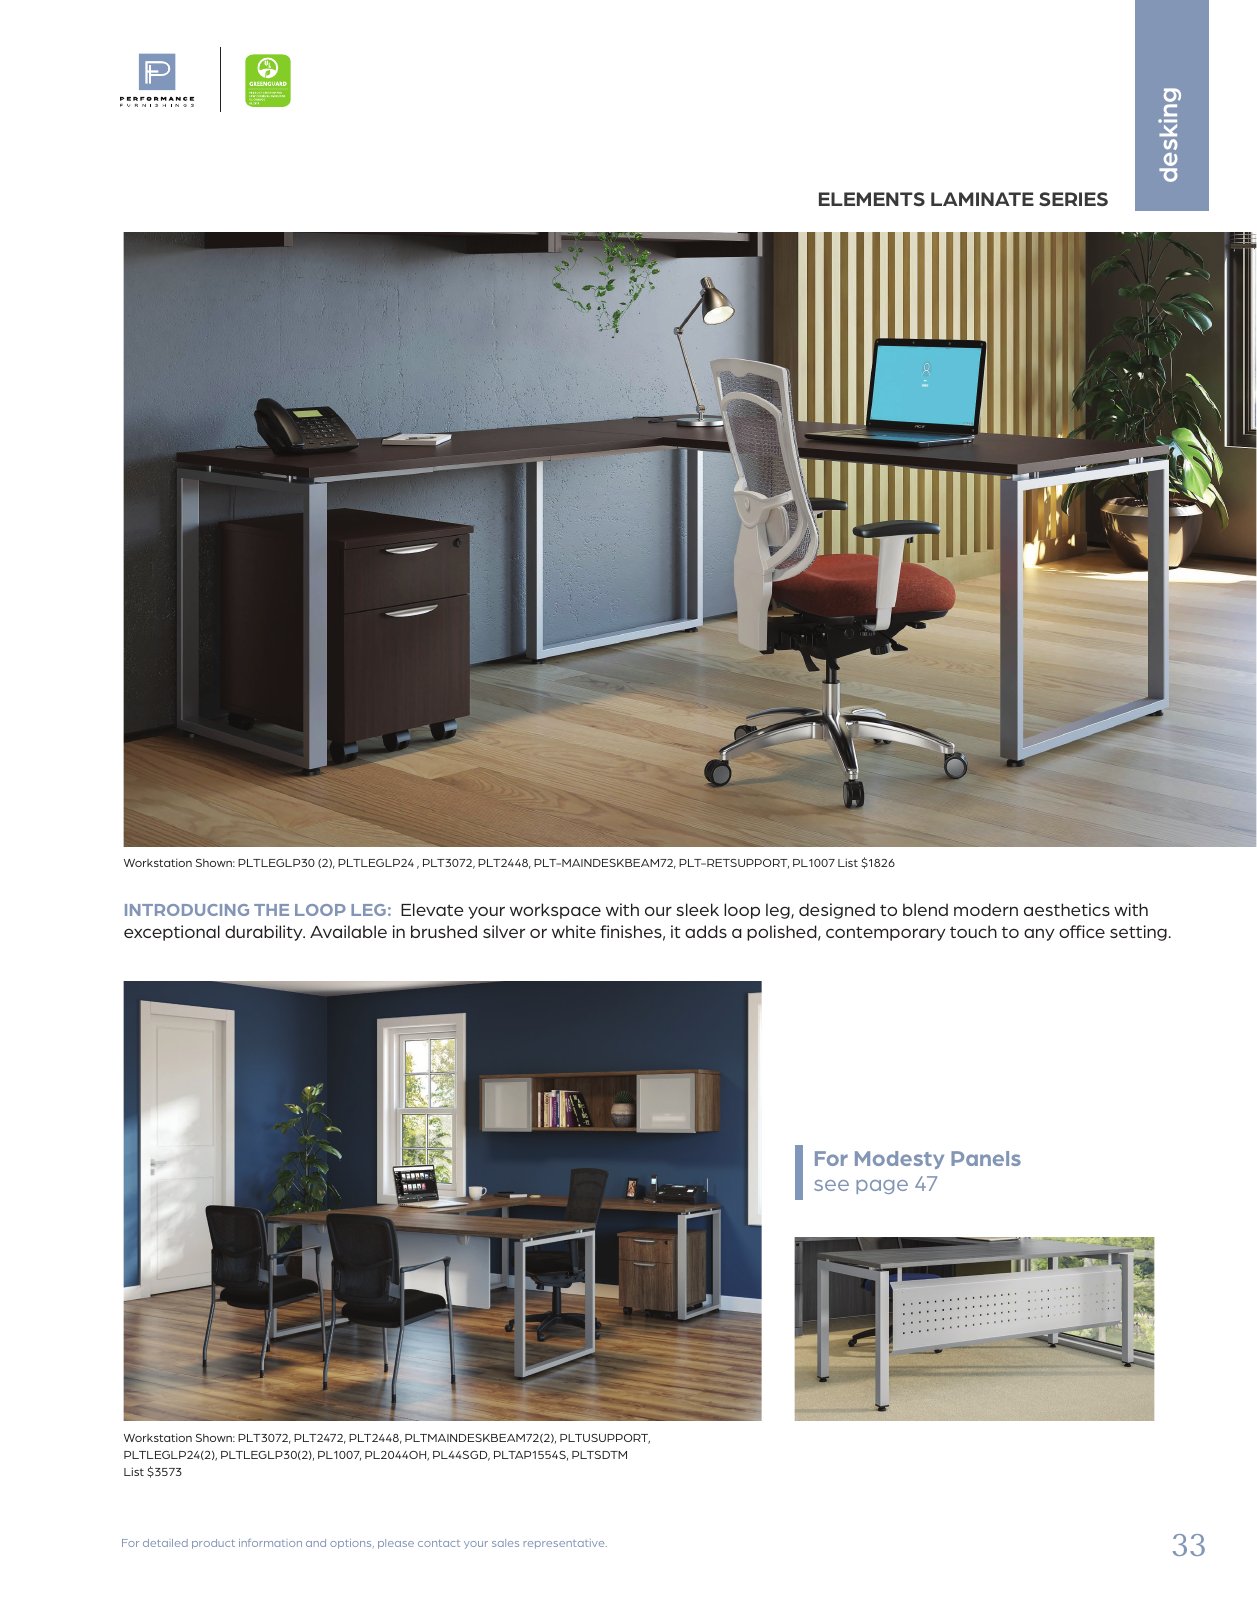 PERFORMANCE
FURNISHINGS
GREENGUARD
desking
ELEMENTS LAMINATE SERIES
Workstation Shown: PLTLEGLP30 (2), PLTLEGLP24 , PLT3072, PLT2448, PLT-MAINDESKBEAM72, PLT-RETSUPPORT, PL1007 List $1826
INTRODUCING THE LOOP LEG: Elevate your workspace with our sleek loop leg, designed to blend modern aesthetics with
exceptional durability. Available in brushed silver or white finishes, it adds a polished, contemporary touch to any office setting.
For Modesty Panels
see page 47
Workstation Shown: PLT3072, PLT2472, PLT2448, PLTMAINDESKBEAM72(2), PLTUSUPPORT,
PLTLEGLP24(2), PLTLEGLP30(2), PL1007, PL2044OH, PL44SGD, PLTAP1554S, PLTSDTM
List $3573
For detailed product information and options, please contact your sales representative.
33